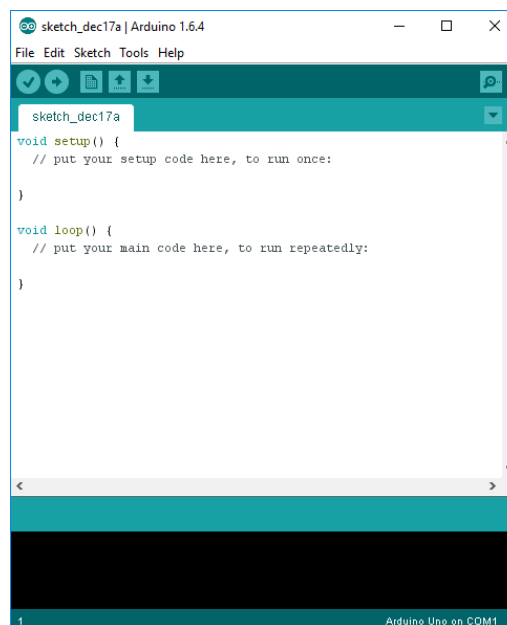 sketch_dec17a | Arduino 1.6.4
File Edit Sketch Tools Help
sketch_dec17a
void setup() {
  // put your setup code here, to run once:
}
void loop() {
  // put your main code here, to run repeatedly:
}
1 Arduino Uno on COM1